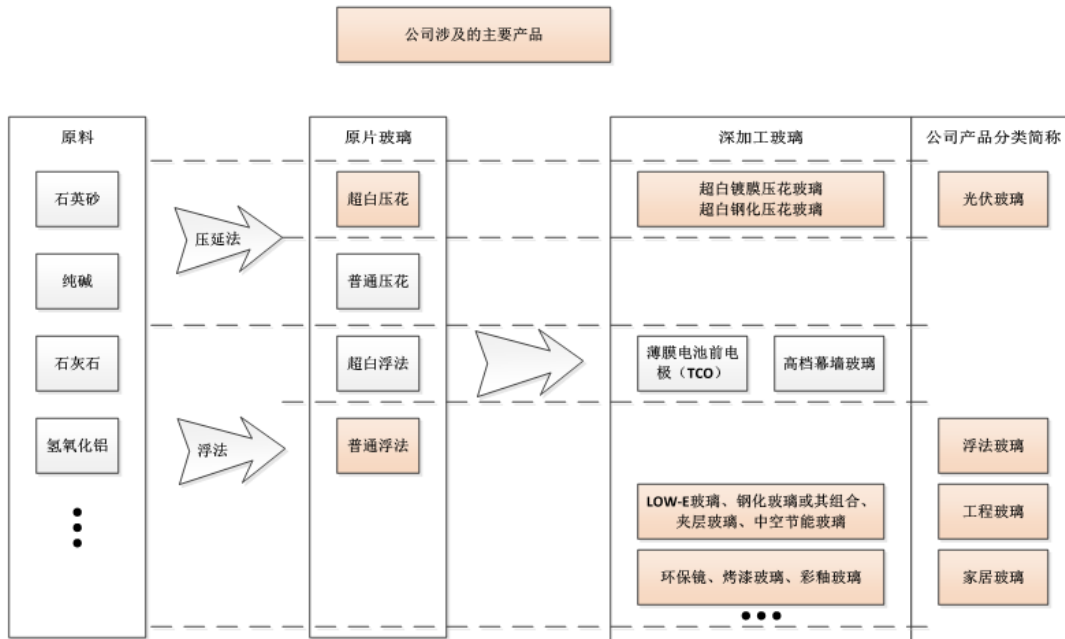 公司涉及的主要产品
原料
原片玻璃
深加工玻璃
公司产品分类简称
石英砂
超白压花
超白镀膜压花玻璃
超白钢化压花玻璃
光伏玻璃
压延法
纯碱
普通压花
石灰石
超白浮法
薄膜电池前电
极（TCO）
高档幕墙玻璃
氢氧化铝
浮法
普通浮法
浮法玻璃
LOW-E玻璃、钢化玻璃或其组合、
夹层玻璃、中空节能玻璃
工程玻璃
环保镜、烤漆玻璃、彩釉玻璃
家居玻璃